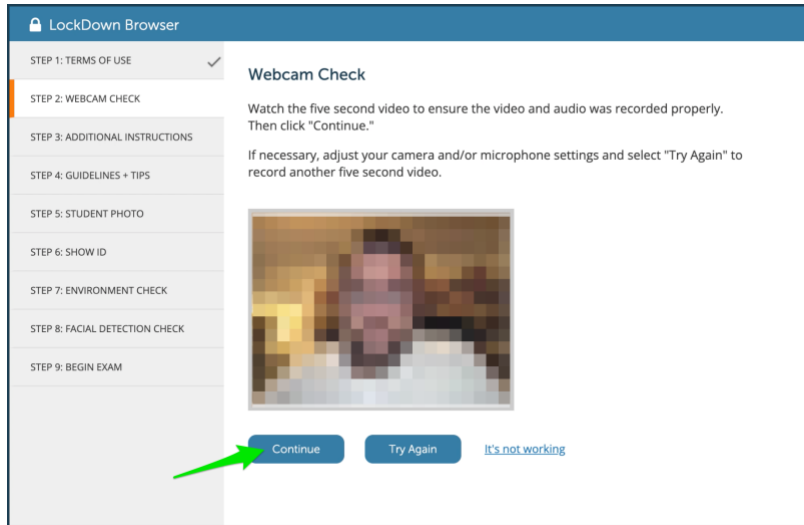 LockDown Browser
STEP 1: TERMS OF USE
STEP 2: WEBCAM CHECK
STEP 3: ADDITIONAL INSTRUCTIONS
STEP 4: GUIDELINES + TIPS
STEP 5: STUDENT PHOTO
STEP 6: SHOW ID
STEP 7: ENVIRONMENT CHECK
STEP 8: FACIAL DETECTION CHECK
STEP 9: BEGIN EXAM
Webcam Check
Watch the five second video to ensure the video and audio was recorded properly.
Then click "Continue."
If necessary, adjust your camera and/or microphone settings and select "Try Again" to
record another five second video.
Continue
Try Again
It's not working